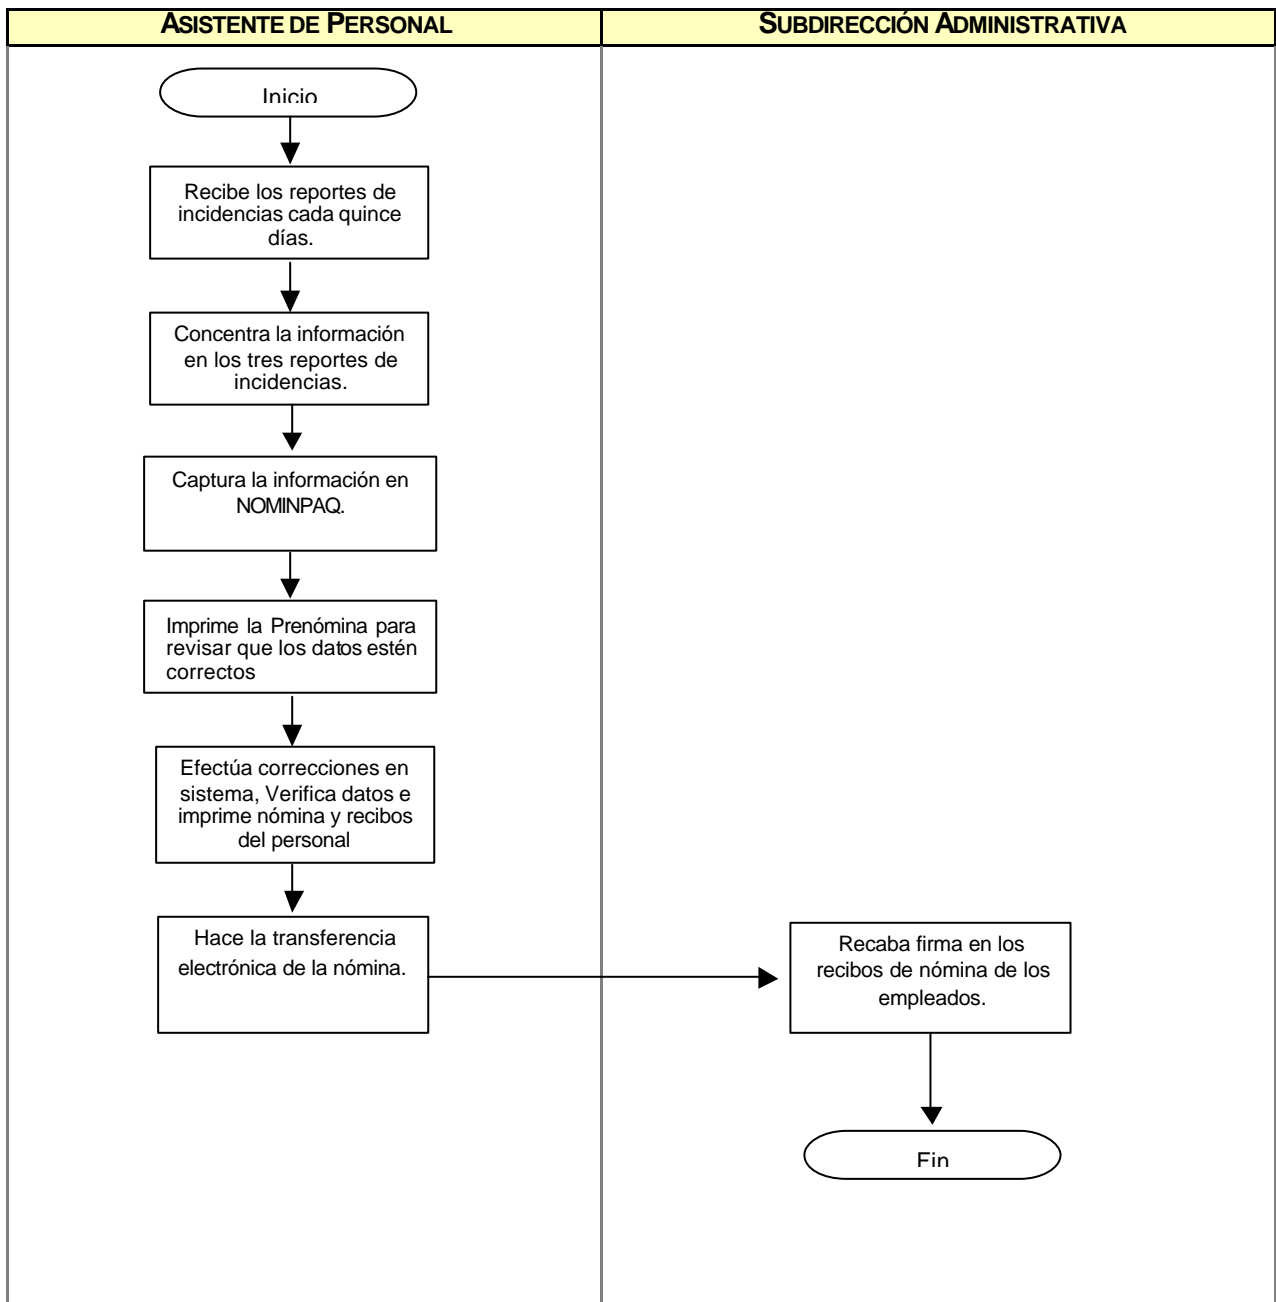 ASISTENTE DE PERSONAL
SUBDIRECCIÓN ADMINISTRATIVA
Inicio
Recibe los reportes de
incidencias cada quince
días.
Concentra la información
en los tres reportes de
incidencias.
Captura la información en
NOMINPAQ.
Imprime la Prenómina para
revisar que los datos estén
correctos
Efectúa correcciones en
sistema, Verifica datos e
imprime nómina y recibos
del personal
Hace la transferencia
electrónica de la nómina.
Recaba firma en los
recibos de nómina de los
empleados.
Fin